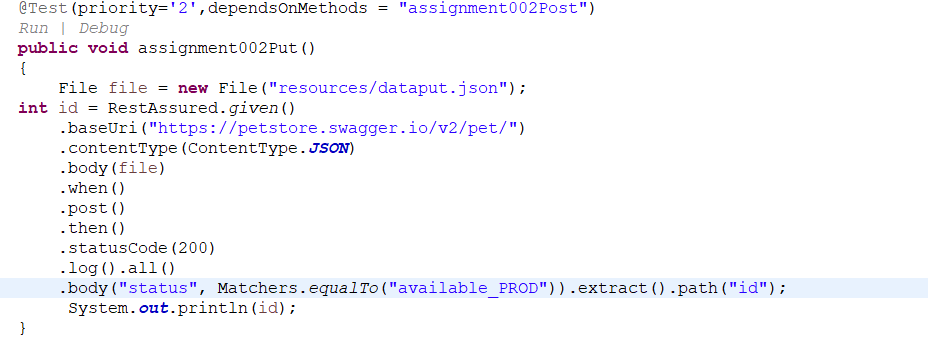 @Test(priority='2',dependsOnMethods = "assignment002Post")
Run | Debug
public void assignment002Put()
{
    File file = new File("resources/dataput.json");
int id = RestAssured.given()
    .baseUri("https://petstore.swagger.io/v2/pet/")
    .contentType(ContentType.JSON)
    .body(file)
    .when()
    .post()
    .then()
    .statusCode(200)
    .log().all()
    .body("status", Matchers.equalTo("available_PROD")).extract().path("id");
     System.out.println(id);
}